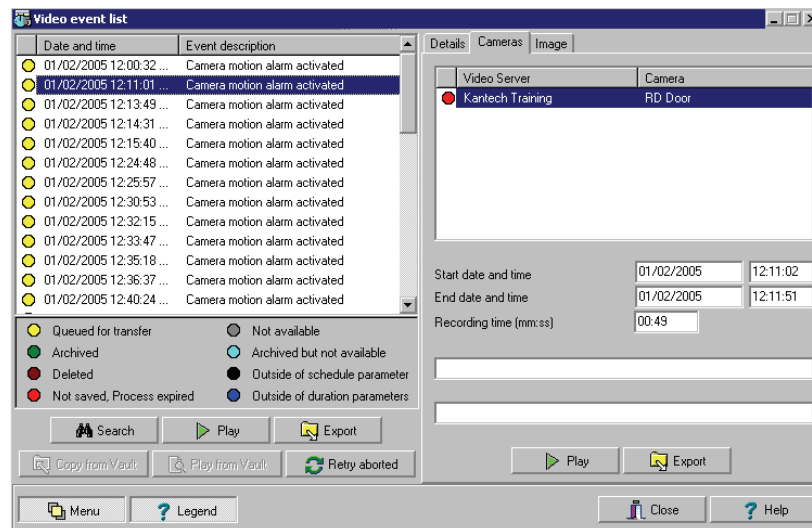 Video event list
Date and time Event description
01/02/2005 12:00:32 ... Camera motion alarm activated
01/02/2005 12:11:01 ... Camera motion alarm activated
01/02/2005 12:13:49 ... Camera motion alarm activated
01/02/2005 12:14:31 ... Camera motion alarm activated
01/02/2005 12:15:40 ... Camera motion alarm activated
01/02/2005 12:24:48 ... Camera motion alarm activated
01/02/2005 12:25:57 ... Camera motion alarm activated
01/02/2005 12:30:53 ... Camera motion alarm activated
01/02/2005 12:32:15 ... Camera motion alarm activated
01/02/2005 12:33:47 ... Camera motion alarm activated
01/02/2005 12:35:18 ... Camera motion alarm activated
01/02/2005 12:36:37 ... Camera motion alarm activated
01/02/2005 12:40:24 ... Camera motion alarm activated
Queued for transfer Not available
Archived Archived but not available
Deleted Outside of schedule parameter
Not saved, Process expired Outside of duration parameters
Search Play Export
Copy from Vault Play from Vault Retry aborted
Details Cameras Image
Video Server Camera
Kantech Training RD Door
Start date and time 01/02/2005 12:11:02
End date and time 01/02/2005 12:11:51
Recording time (mm:ss) 00:49
Play Export
Menu Legend Close Help